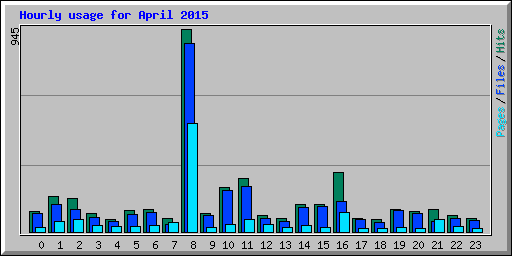 Hourly usage for April 2015
945
Pages / Files / Hits
0 1 2 3 4 5 6 7 8 9 10 11 12 13 14 15 16 17 18 19 20 21 22 23